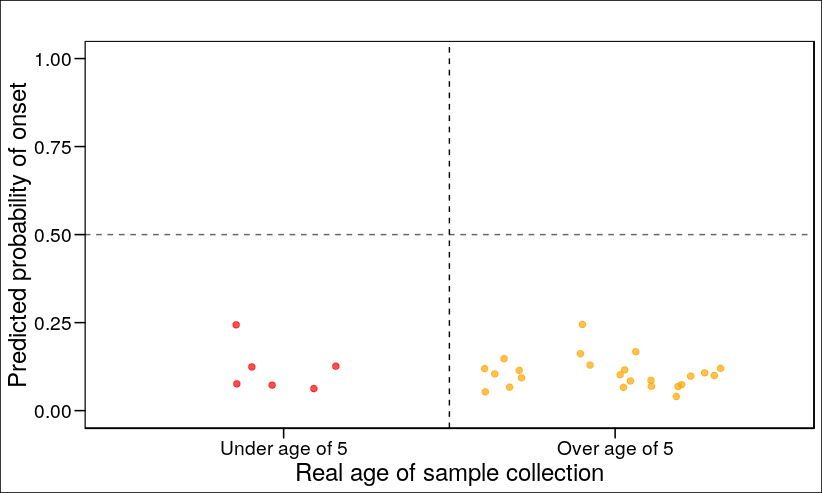 Predicted probability of onset
1.00
0.75
0.50
0.25
0.00
Under age of 5 Over age of 5
Real age of sample collection